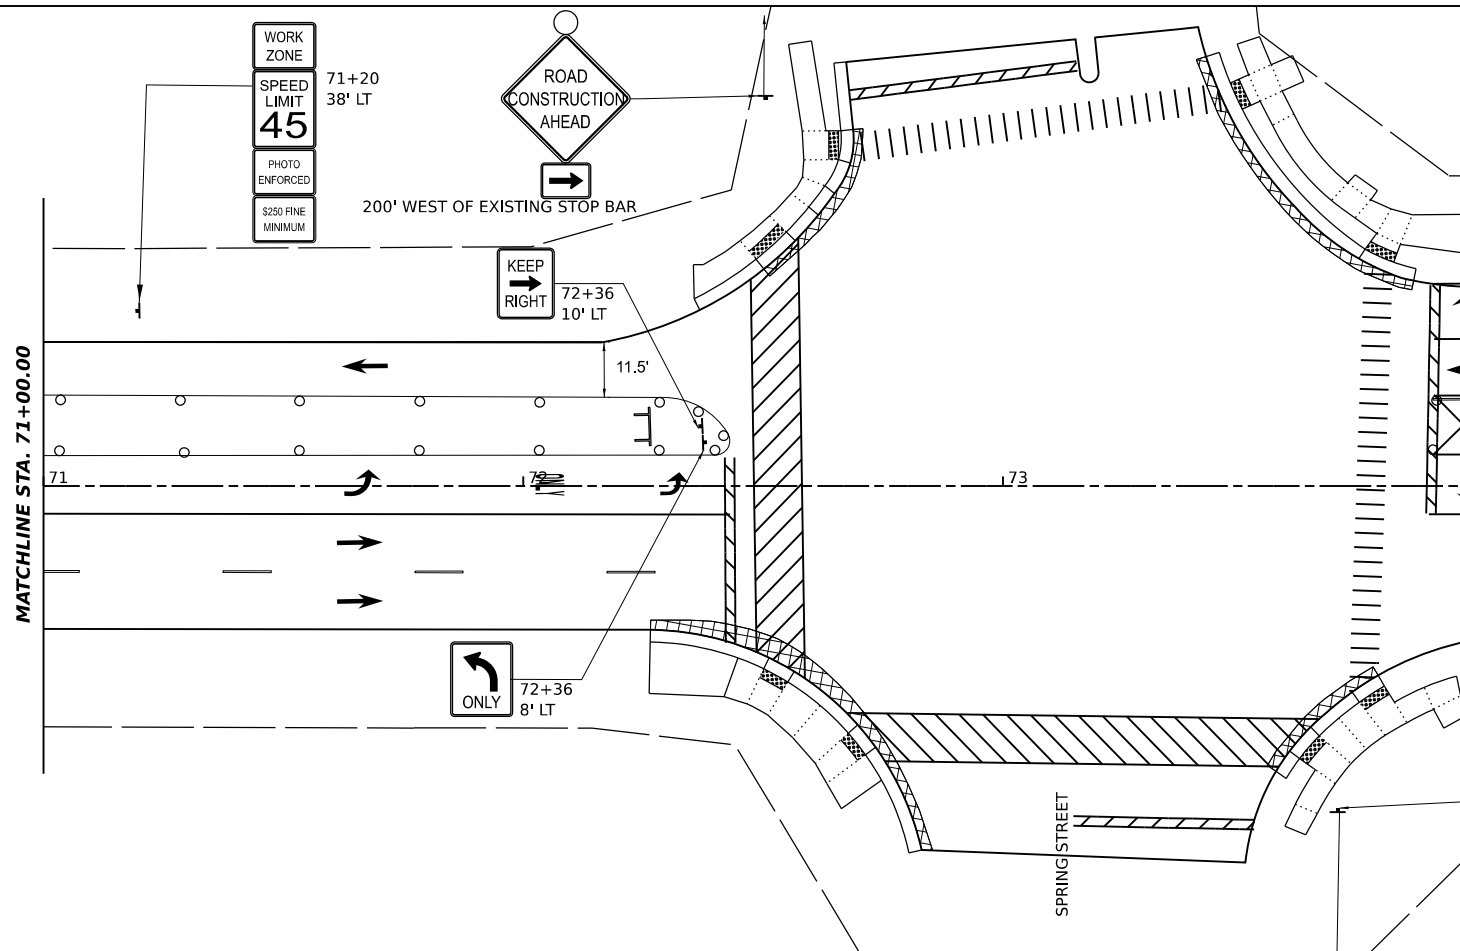 WORK
ZONE
SPEED
LIMIT
45
PHOTO
ENFORCED
$250 FINE
MINIMUM
71+20
38' LT
ROAD
CONSTRUCTION
AHEAD
200' WEST OF EXISTING STOP BAR
KEEP
RIGHT
72+36
10' LT
11.5'
MATCHLINE STA. 71+00.00
71
72
73
ONLY
72+36
8' LT
SPRING STREET